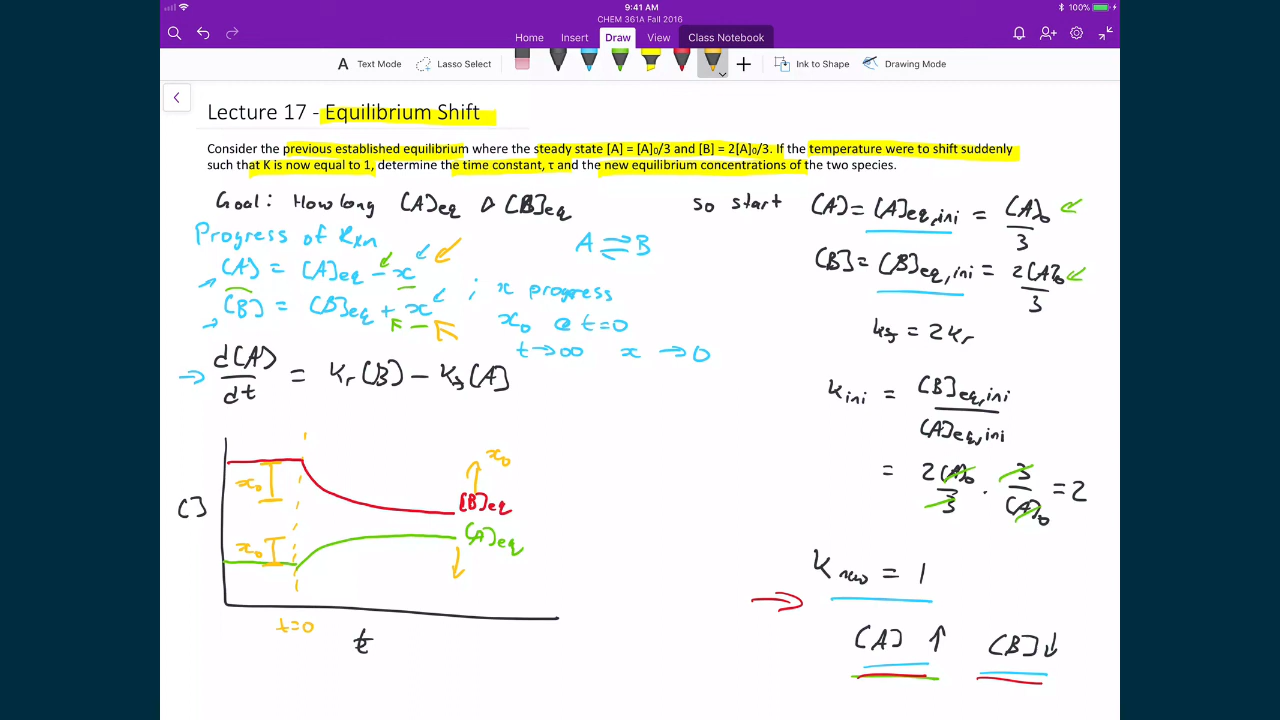 9:41 AM
100%
CHEM 361A Fall 2016
Home Insert Draw View Class Notebook
A Text Mode Lasso Select Ink to Shape Drawing Mode
Lecture 17 - Equilibrium Shift
Consider the previous established equilibrium where the steady state [A] = [A]₀/3 and [B] = 2[A]₀/3. If the temperature were to shift suddenly
such that K is now equal to 1, determine the time constant, τ and the new equilibrium concentrations of the two species.
Goal: How long [A]eq → [B]eq
Progress of Rxn
A ⇌ B
[A] = [A]eq - x
[B] = [B]eq + x ; x progress
x₀ @ t=0
t → ∞ x → 0
d[A]/dt = kr[B] - kf[A]
x₀
x₀
x₀
[B]eq
[A]eq
[ ]
t=0
t
so start [A] = [A]eq,ini = [A]₀/3
[B] = [B]eq,ini = 2[A]₀/3
kf = 2kr
Kini = [B]eq,ini/[A]eq,ini
= 2[A]₀/3 · 3/[A]₀ = 2
Knew = 1
[A] ↑ [B] ↓